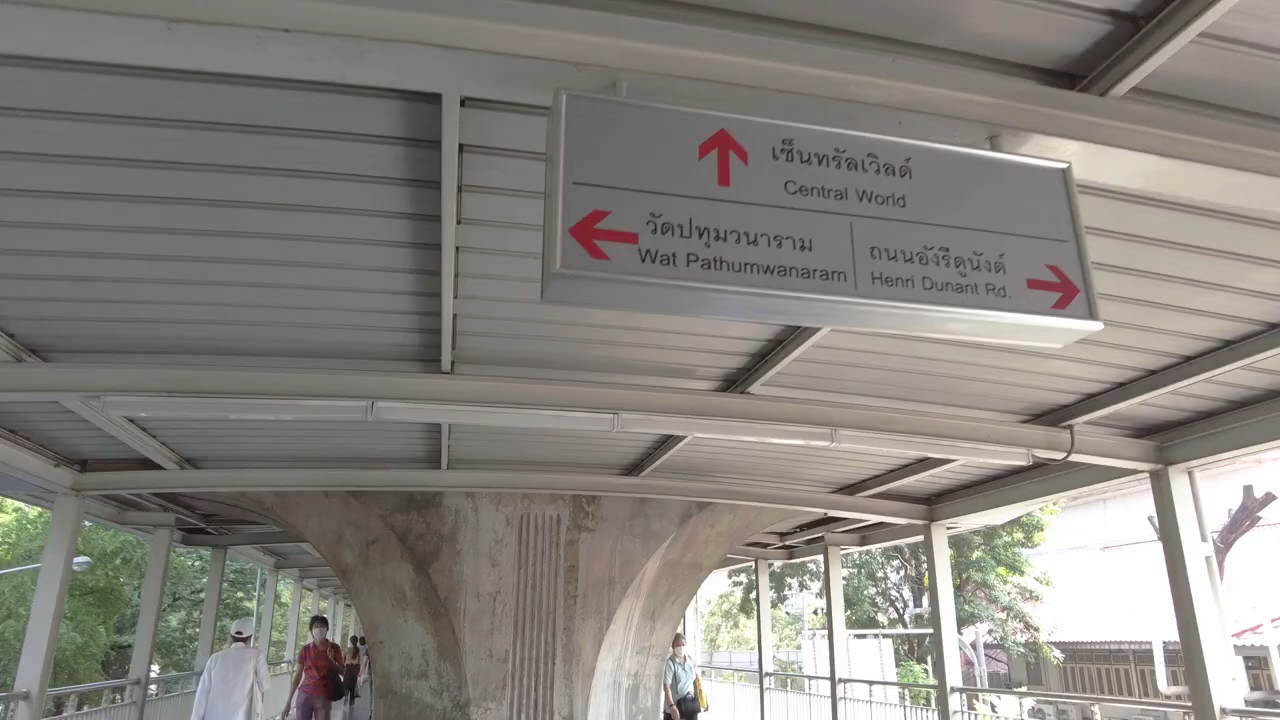 เซ็นทรัลเวิลด์
Central World
วัดปทุมวนาราม
Wat Pathumwanaram
ถนนอังรีดูนังต์
Henri Dunant Rd.